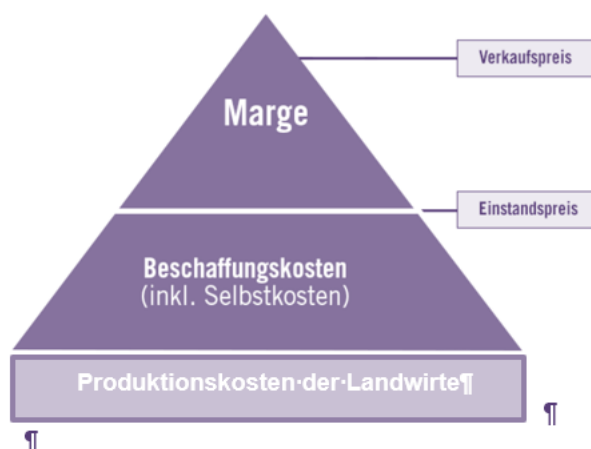 Verkaufspreis
Marge
Einstandspreis
Beschaffungskosten
(inkl. Selbstkosten)
Produktionskosten·der·Landwirte¶
¶
¶